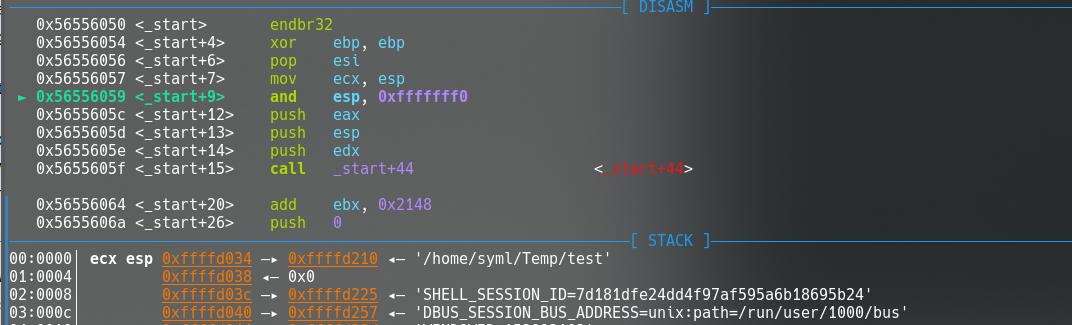 [ DISASM ]
0x56556050 <_start> endbr32
0x56556054 <_start+4> xor ebp, ebp
0x56556056 <_start+6> pop esi
0x56556057 <_start+7> mov ecx, esp
► 0x56556059 <_start+9> and esp, 0xfffffff0
0x5655605c <_start+12> push eax
0x5655605d <_start+13> push esp
0x5655605e <_start+14> push edx
0x5655605f <_start+15> call _start+44 <_start+44>
0x56556064 <_start+20> add ebx, 0x2148
0x5655606a <_start+26> push 0
[ STACK ]
00:0000│ ecx esp 0xffffd034 —▸ 0xffffd210 ◂— '/home/syml/Temp/test'
01:0004│ 0xffffd038 ◂— 0x0
02:0008│ 0xffffd03c —▸ 0xffffd225 ◂— 'SHELL_SESSION_ID=7d181dfe24dd4f97af595a6b18695b24'
03:000c│ 0xffffd040 —▸ 0xffffd257 ◂— 'DBUS_SESSION_BUS_ADDRESS=unix:path=/run/user/1000/bus'